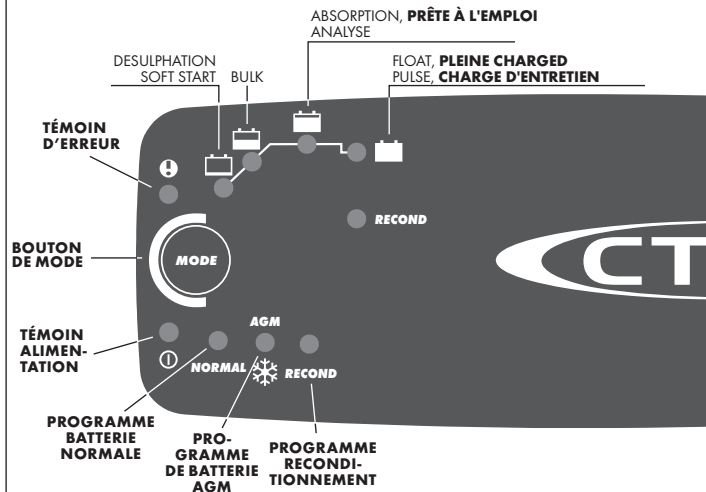 ABSORPTION, PRÊTE À L'EMPLOI
ANALYSE
DESULPHATION
SOFT START
BULK
FLOAT, PLEINE CHARGED
PULSE, CHARGE D'ENTRETIEN
TÉMOIN
D'ERREUR
RECOND
BOUTON
DE MODE
MODE
CT
TÉMOIN
ALIMEN-
TATION
AGM
NORMAL
RECOND
PROGRAMME
BATTERIE
NORMALE
PRO-
GRAMME
DE BATTERIE
AGM
PROGRAMME
RECONDI-
TIONNEMENT